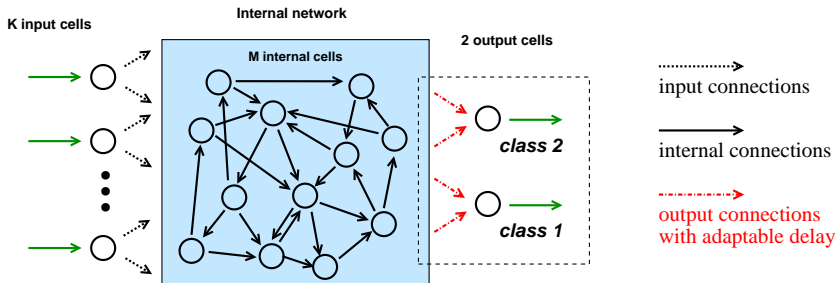 Internal network
K input cells
2 output cells
M internal cells
class 2
class 1
input connections
internal connections
output connections
with adaptable delay